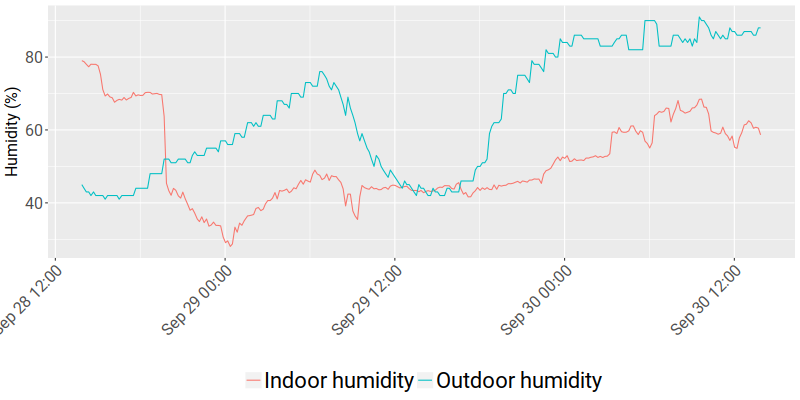 Humidity (%)
80
60
40
Sep 28 12:00
Sep 29 00:00
Sep 29 12:00
Sep 30 00:00
Sep 30 12:00
Indoor humidity Outdoor humidity